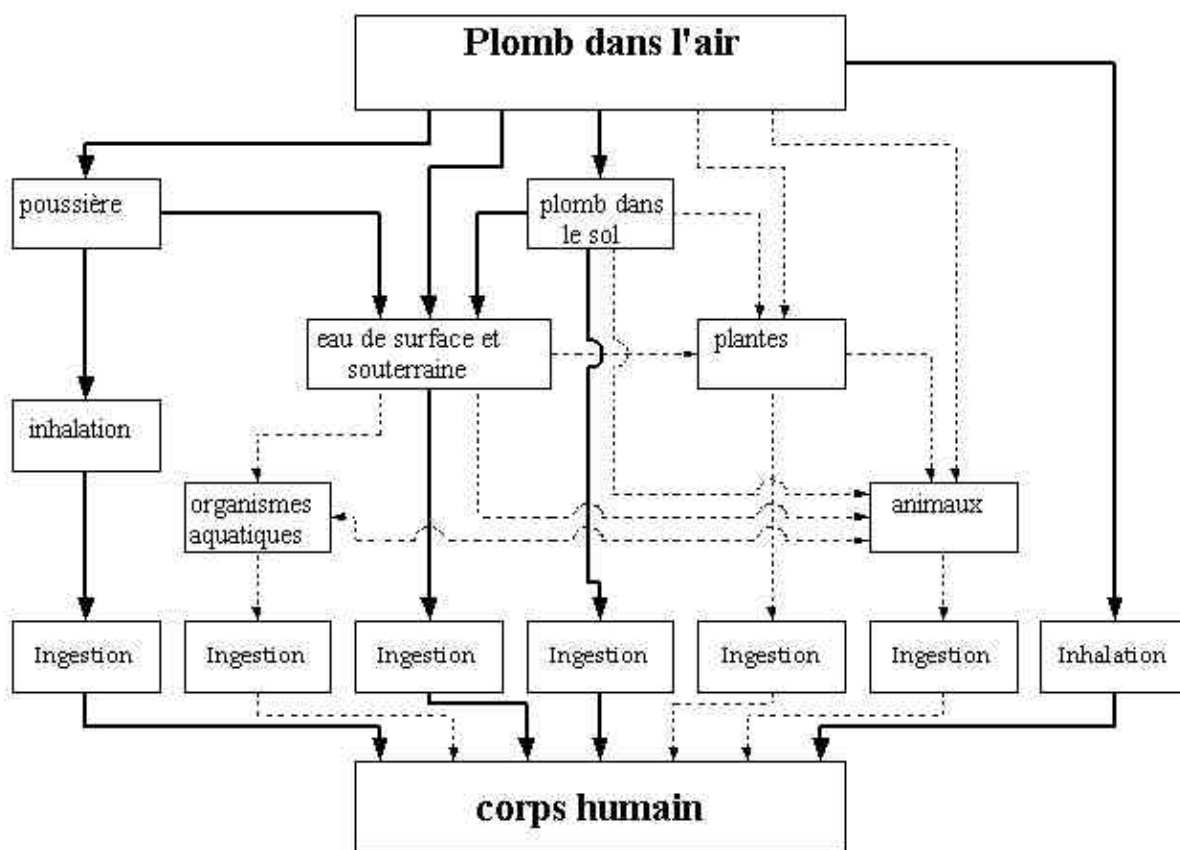 Plomb dans l'air
poussière
plomb dans
le sol
eau de surface et
souterraine
plantes
inhalation
organismes
aquatiques
animaux
Ingestion
Ingestion
Ingestion
Ingestion
Ingestion
Ingestion
Inhalation
corps humain